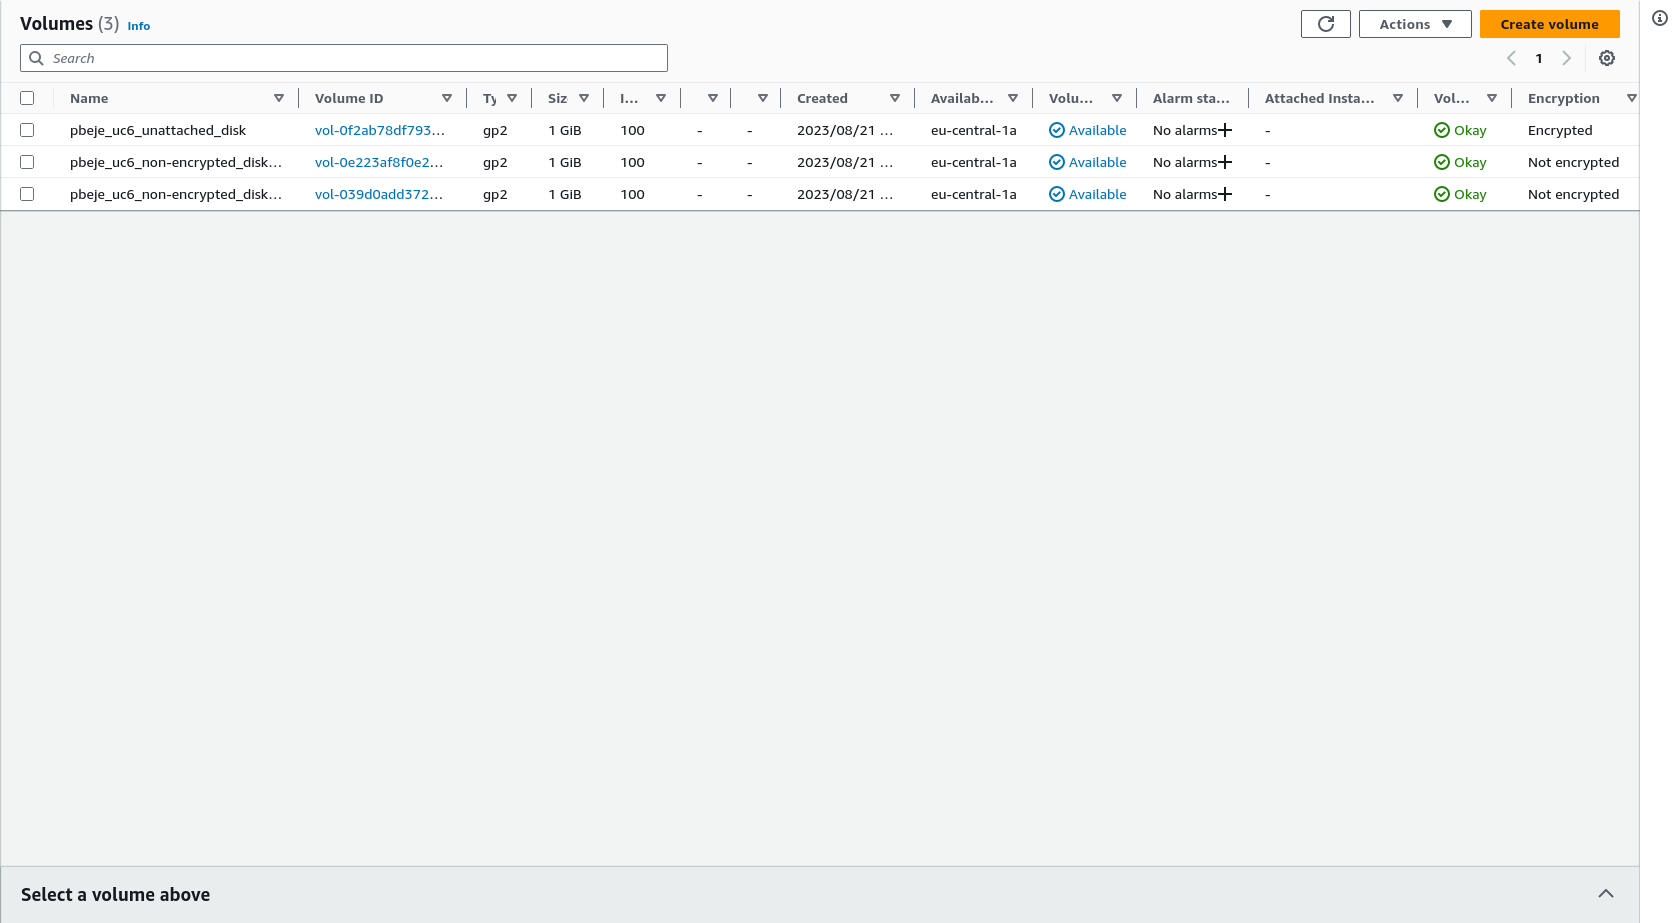 Volumes (3) Info
Actions Create volume
Search
1
Name Volume ID Ty Siz I... Created Availab... Volu... Alarm sta... Attached Insta... Vol... Encryption
pbeje_uc6_unattached_disk vol-0f2ab78df793... gp2 1 GiB 100 - - 2023/08/21 ... eu-central-1a Available No alarms - Okay Encrypted
pbeje_uc6_non-encrypted_disk... vol-0e223af8f0e2... gp2 1 GiB 100 - - 2023/08/21 ... eu-central-1a Available No alarms - Okay Not encrypted
pbeje_uc6_non-encrypted_disk... vol-039d0add372... gp2 1 GiB 100 - - 2023/08/21 ... eu-central-1a Available No alarms - Okay Not encrypted
Select a volume above